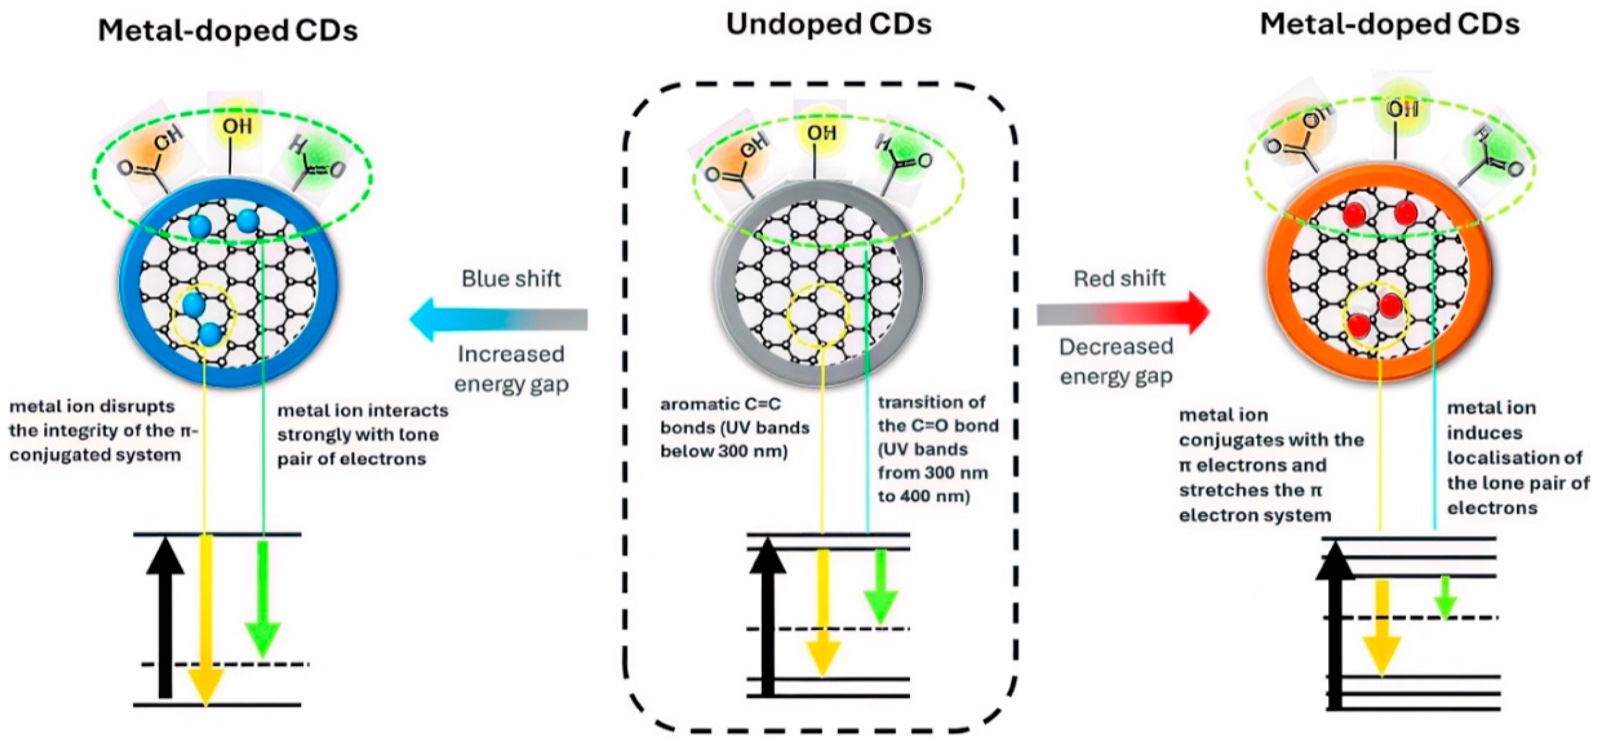 Metal-doped CDs
Undoped CDs
Metal-doped CDs
O
OH
OH
H
O
O
OH
OH
H
O
O
OH
OH
H
O
Blue shift
Increased
energy gap
Red shift
Decreased
energy gap
metal ion disrupts
the integrity of the π-
conjugated system
metal ion interacts
strongly with lone
pair of electrons
aromatic C=C
bonds (UV bands
below 300 nm)
transition of
the C=O bond
(UV bands
from 300 nm
to 400 nm)
metal ion
conjugates with the
π electrons and
stretches the π
electron system
metal ion
induces
localisation of
the lone pair of
electrons